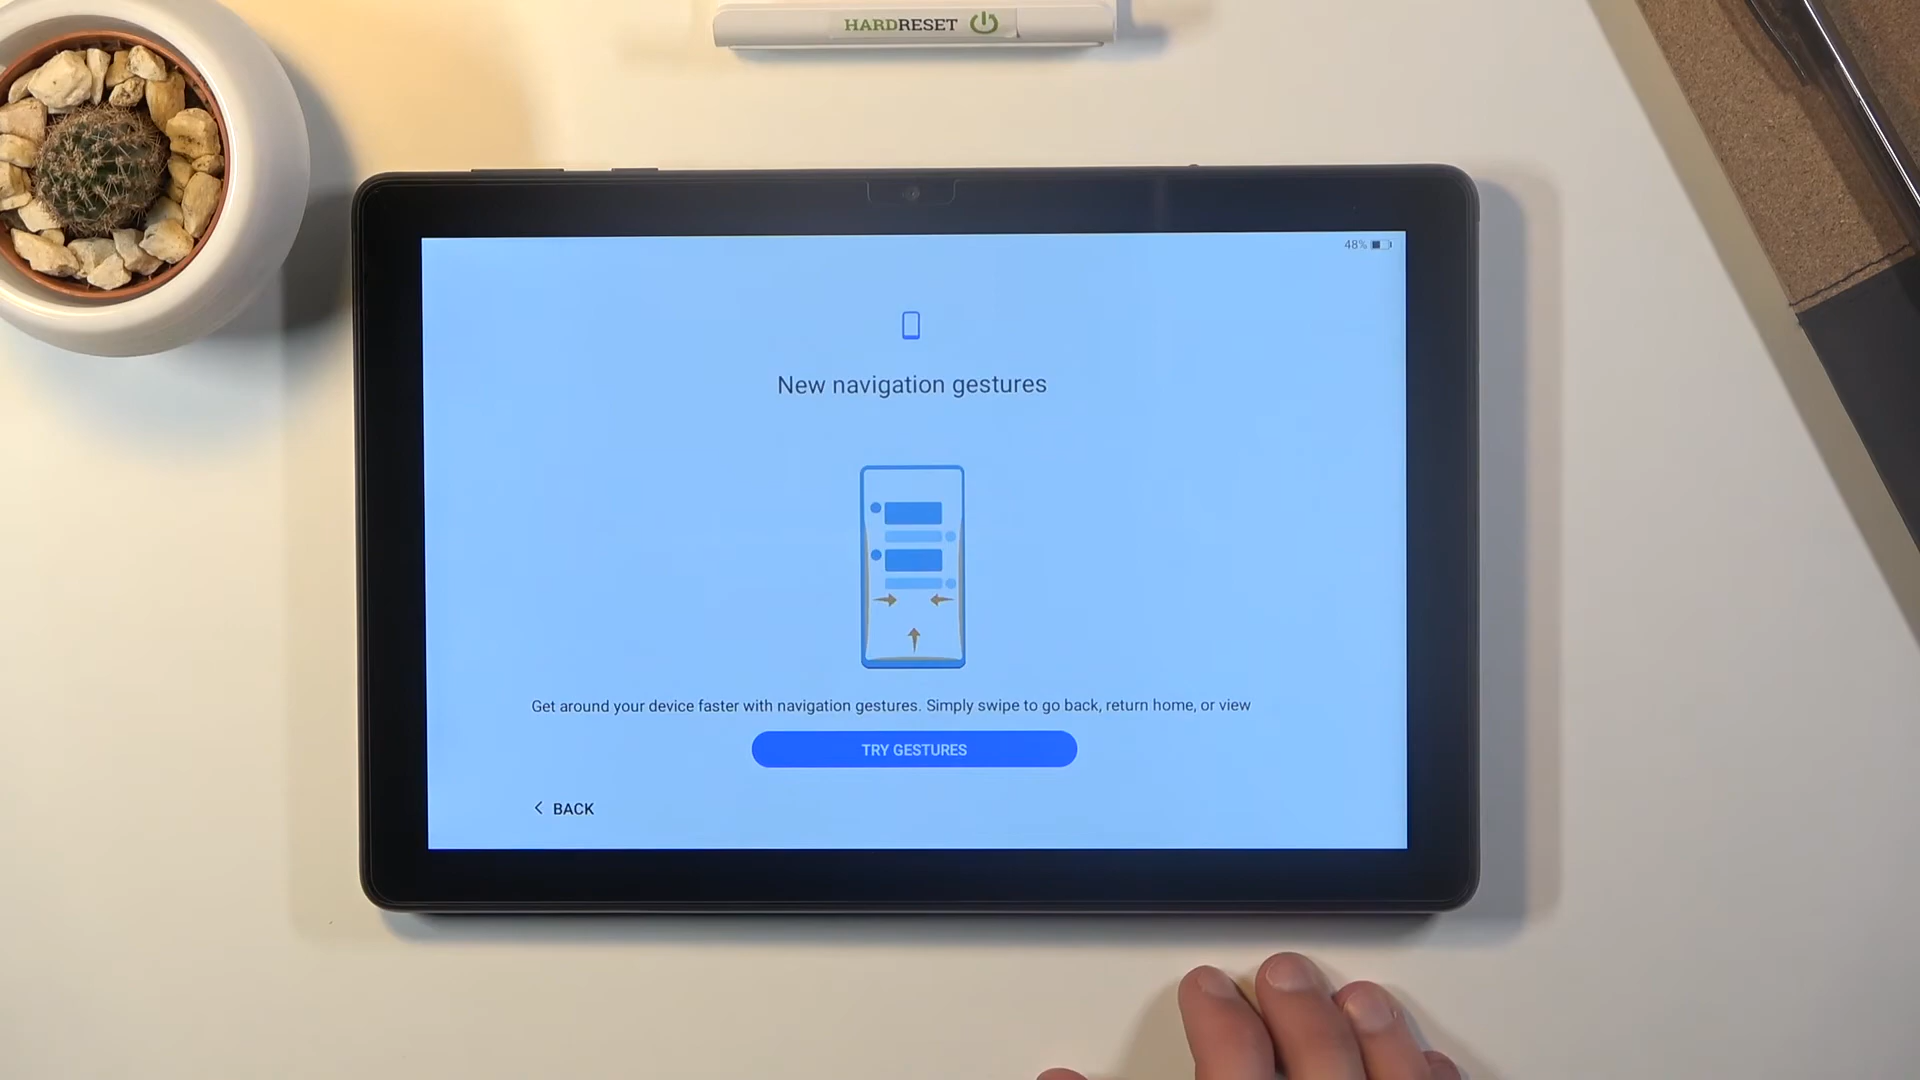 HARDRESET
48%
New navigation gestures
Get around your device faster with navigation gestures. Simply swipe to go back, return home, or view
TRY GESTURES
BACK